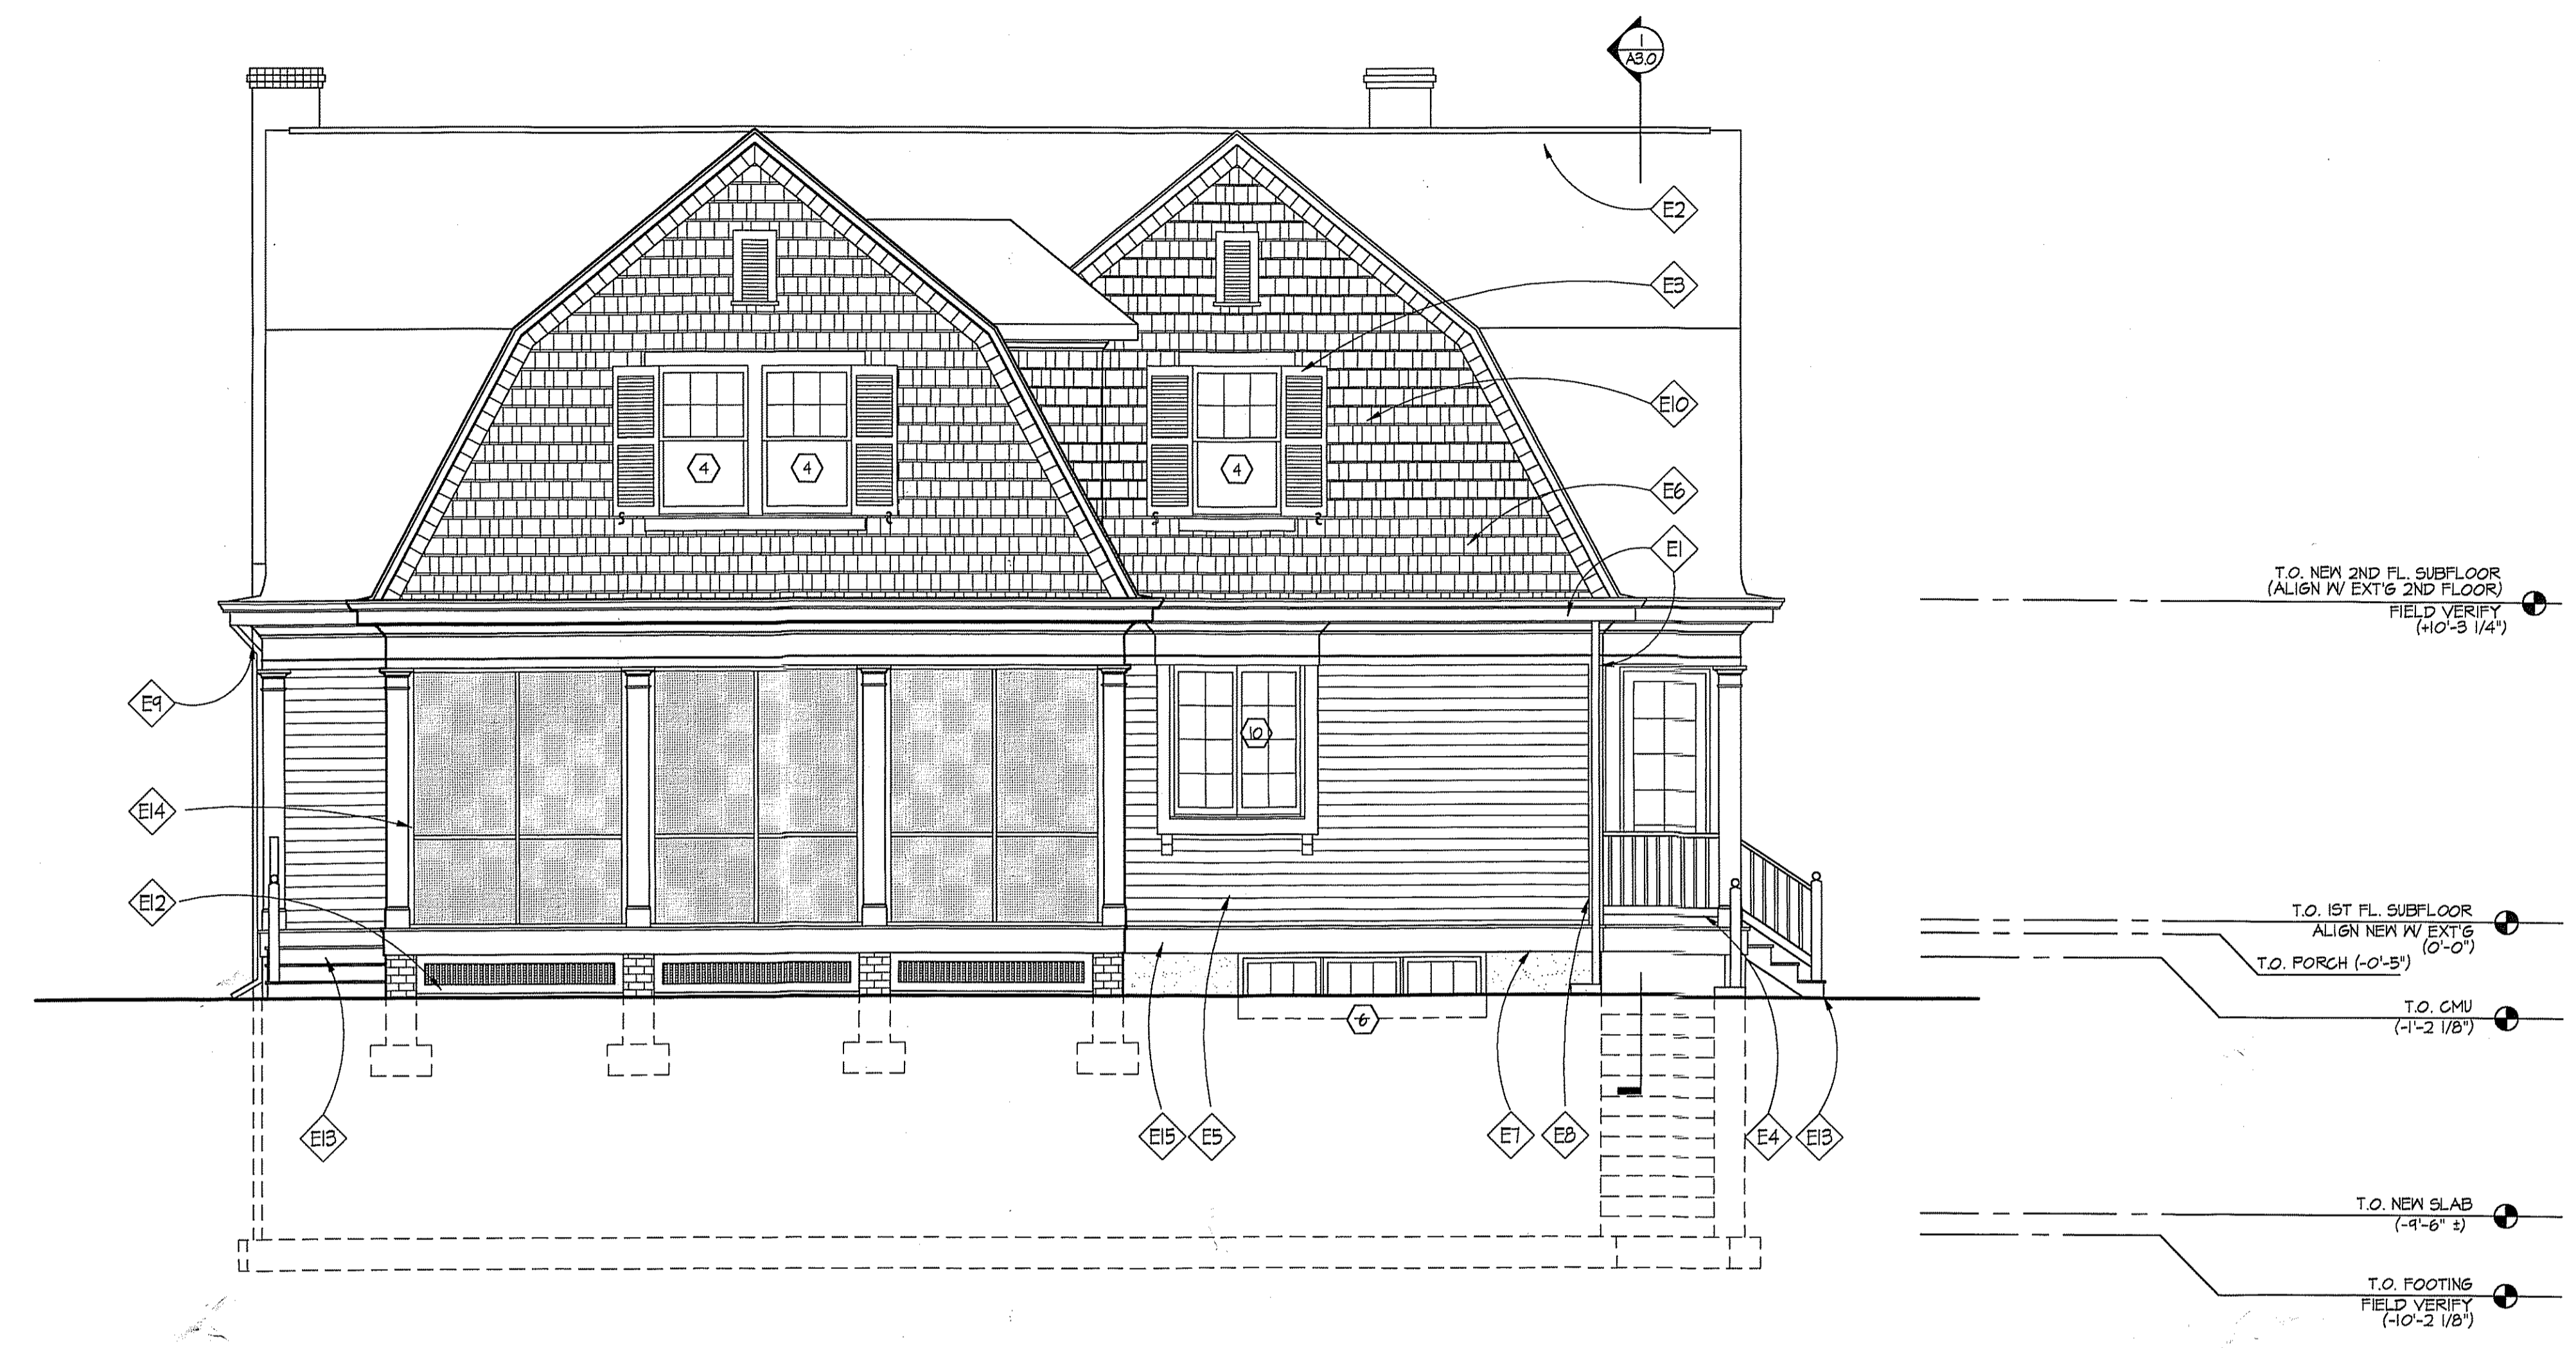 1
A3.0
E2
E3
E10
E6
E1
4
4
4
T.O. NEW 2ND FL. SUBFLOOR
(ALIGN W/ EXT'G 2ND FLOOR)
FIELD VERIFY
(+10'-3 1/4")
E9
10
E14
E12
T.O. 1ST FL. SUBFLOOR
ALIGN NEW W/ EXT'G
(0'-0")
T.O. PORCH (-0'-5")
T.O. CMU
(-1'-2 1/8")
6
E13
E15
E5
E7
E8
E4
E13
T.O. NEW SLAB
(-9'-6" ±)
T.O. FOOTING
FIELD VERIFY
(-10'-2 1/8")